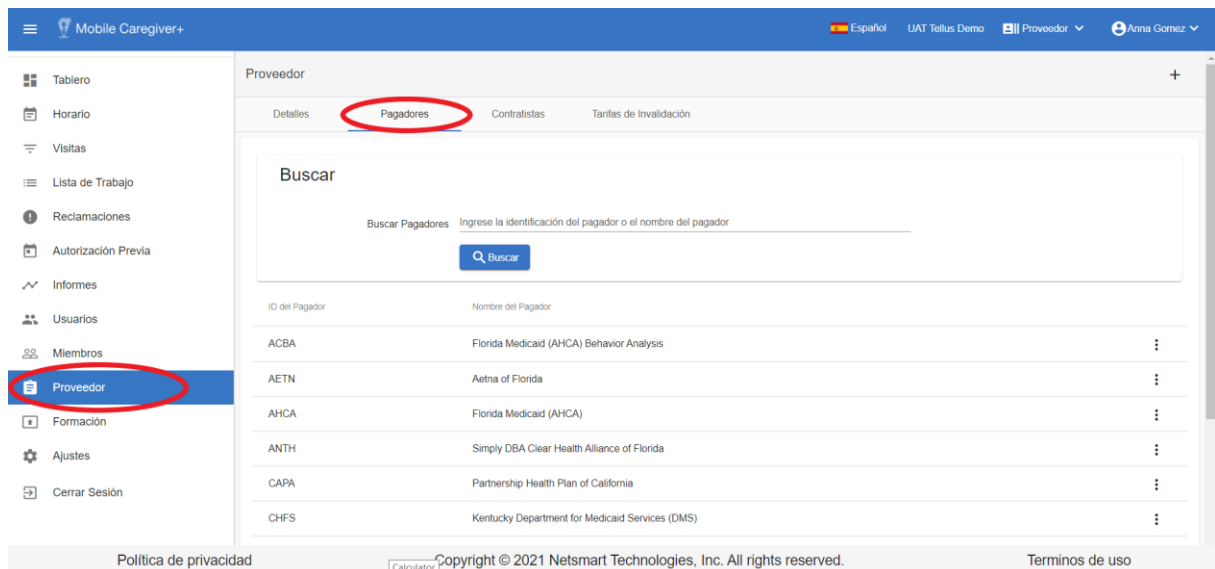 Mobile Caregiver+ Español UAT Tellus Demo Proveedor Anna Gomez
Tablero
Horario
Visitas
Lista de Trabajo
Reclamaciones
Autorización Previa
Informes
Usuarios
Miembros
Proveedor
Formación
Ajustes
Cerrar Sesión
Proveedor +
Detalles Pagadores Contratistas Tarifas de Invalidación
Buscar
Buscar Pagadores Ingrese la identificación del pagador o el nombre del pagador
Buscar
ID del Pagador Nombre del Pagador
ACBA Florida Medicaid (AHCA) Behavior Analysis
AETN Aetna of Florida
AHCA Florida Medicaid (AHCA)
ANTH Simply DBA Clear Health Alliance of Florida
CAPA Partnership Health Plan of California
CHFS Kentucky Department for Medicaid Services (DMS)
Política de privacidad Calculator Copyright © 2021 Netsmart Technologies, Inc. All rights reserved. Terminos de uso